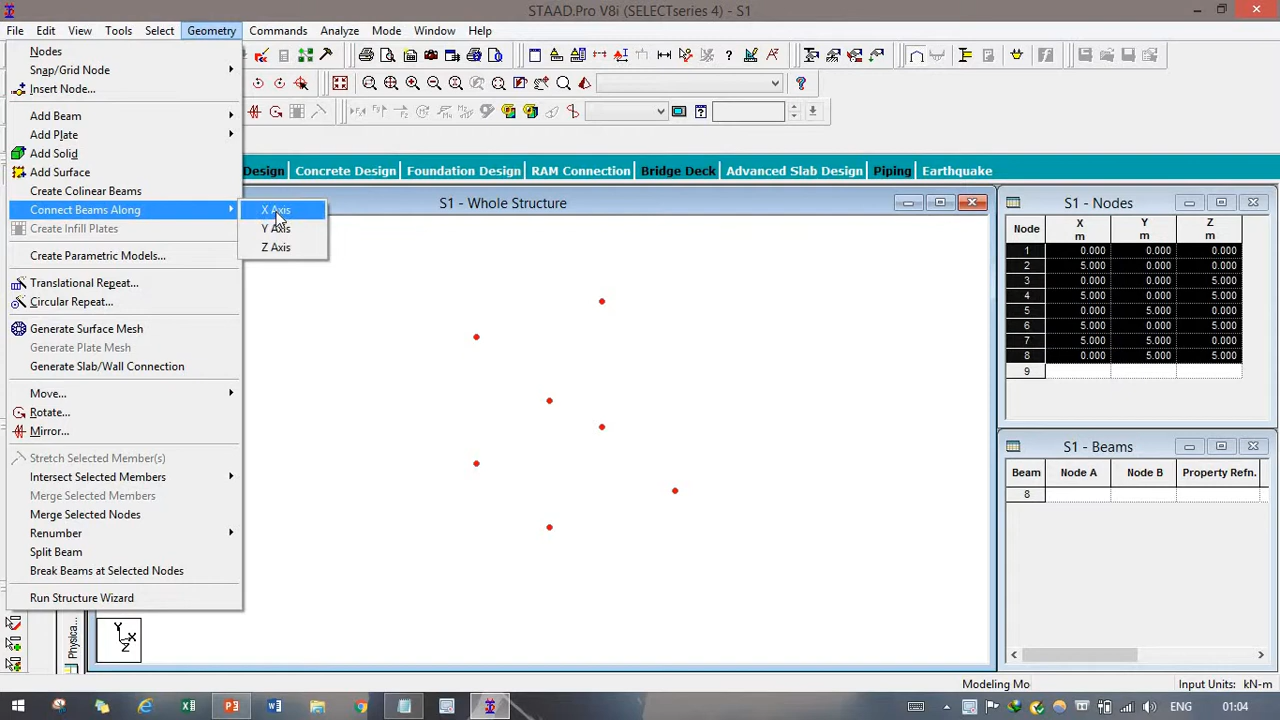 STAAD.Pro V8i (SELECTseries 4) - S1
File Edit View Tools Select Geometry Commands Analyze Mode Window Help
Nodes
Snap/Grid Node
Insert Node...
Add Beam
Add Plate
Add Solid
Add Surface
Create Colinear Beams
Connect Beams Along
Create Infill Plates
Create Parametric Models...
Translational Repeat...
Circular Repeat...
Generate Surface Mesh
Generate Plate Mesh
Generate Slab/Wall Connection
Move...
Rotate...
Mirror...
Stretch Selected Member(s)
Intersect Selected Members
Merge Selected Members
Merge Selected Nodes
Renumber
Split Beam
Break Beams at Selected Nodes
Run Structure Wizard
X Axis
Y Axis
Z Axis
Design Concrete Design Foundation Design RAM Connection Bridge Deck Advanced Slab Design Piping Earthquake
S1 - Whole Structure
Y
X
Z
Physica
S1 - Nodes
Node X m Y m Z m
1 0.000 0.000 0.000
2 5.000 0.000 0.000
3 0.000 5.000 0.000
4 5.000 5.000 0.000
5 0.000 0.000 5.000
6 5.000 0.000 5.000
7 5.000 5.000 5.000
8 0.000 5.000 5.000
9
S1 - Beams
Beam Node A Node B Property Refn.
8
Modeling Mo Input Units: kN-m
ENG 01:04